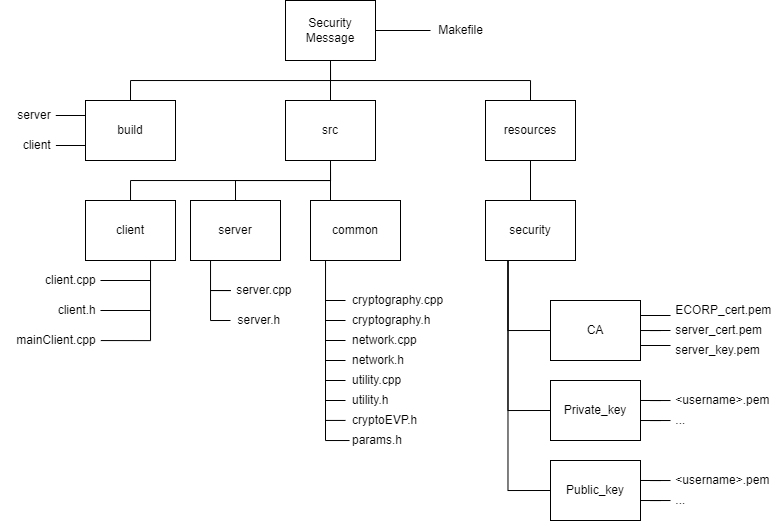 Security
Message
Makefile
server
client
build
src
resources
client
server
common
security
client.cpp
client.h
mainClient.cpp
server.cpp
server.h
cryptography.cpp
cryptography.h
network.cpp
network.h
utility.cpp
utility.h
cryptoEVP.h
params.h
CA
ECORP_cert.pem
server_cert.pem
server_key.pem
Private_key
<username>.pem
...
Public_key
<username>.pem
...